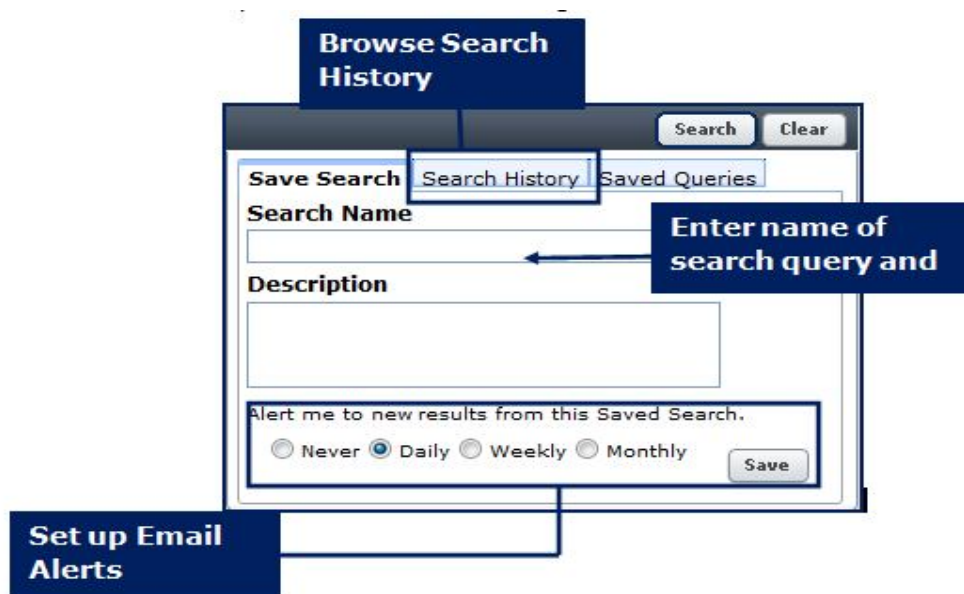 Browse Search
History
Search Clear
Save Search Search History Saved Queries
Search Name
Enter name of
search query and
Description
Alert me to new results from this Saved Search.
Never Daily Weekly Monthly
Save
Set up Email
Alerts